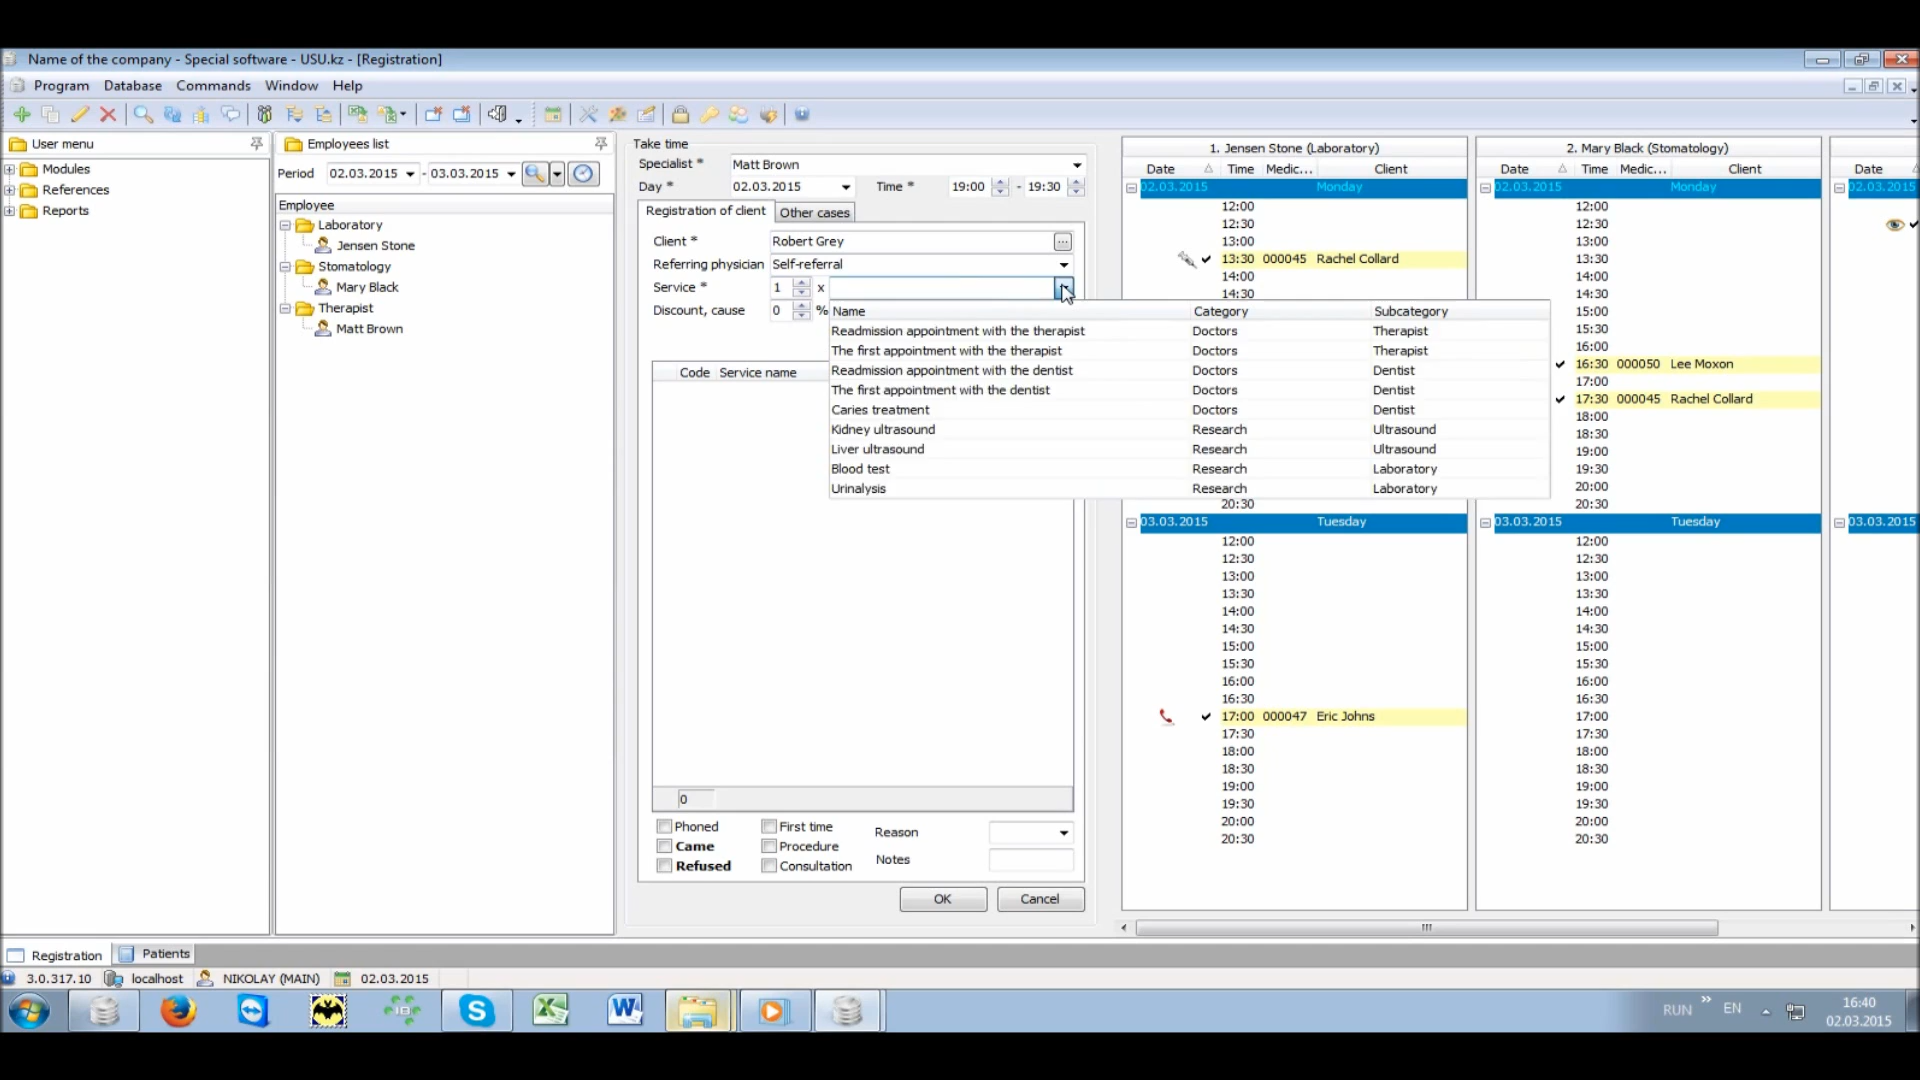 Name of the company - Special software - USU.kz - [Registration]
Program Database Commands Window Help
User menu
Modules
References
Reports
Employees list
Period 02.03.2015 - 03.03.2015
Employee
Laboratory
Jensen Stone
Stomatology
Mary Black
Therapist
Matt Brown
Take time
Specialist * Matt Brown
Day * 02.03.2015 Time * 19:00 - 19:30
Registration of client Other cases
Client * Robert Grey ...
Referring physician Self-referral
Service * 1 x
Discount, cause 0 %
Name Category Subcategory
Readmission appointment with the therapist Doctors Therapist
The first appointment with the therapist Doctors Therapist
Readmission appointment with the dentist Doctors Dentist
The first appointment with the dentist Doctors Dentist
Caries treatment Doctors Dentist
Kidney ultrasound Research Ultrasound
Liver ultrasound Research Ultrasound
Blood test Research Laboratory
Urinalysis Research Laboratory
Code Service name
0
Phoned First time Reason
Came Procedure
Refused Consultation Notes
OK Cancel
1. Jensen Stone (Laboratory)
Date Time Medic... Client
02.03.2015 Monday
12:00
12:30
13:00
13:30 000045 Rachel Collard
14:00
14:30
20:30
03.03.2015 Tuesday
12:00
12:30
13:00
13:30
14:00
14:30
15:00
15:30
16:00
16:30
17:00 000047 Eric Johns
17:30
18:00
18:30
19:00
19:30
20:00
20:30
2. Mary Black (Stomatology)
Date Time Medic... Client
02.03.2015 Monday
12:00
12:30
13:00
13:30
14:00
14:30
15:00
15:30
16:00
16:30 000050 Lee Moxon
17:00
17:30 000045 Rachel Collard
18:00
18:30
19:00
19:30
20:00
20:30
03.03.2015 Tuesday
12:00
12:30
13:00
13:30
14:00
14:30
15:00
15:30
16:00
16:30
17:00
17:30
18:00
18:30
19:00
19:30
20:00
20:30
Date
02.03.2015
03.03.2015
Registration Patients
3.0.317.10 localhost NIKOLAY (MAIN) 02.03.2015
RUN EN 16:40
02.03.2015